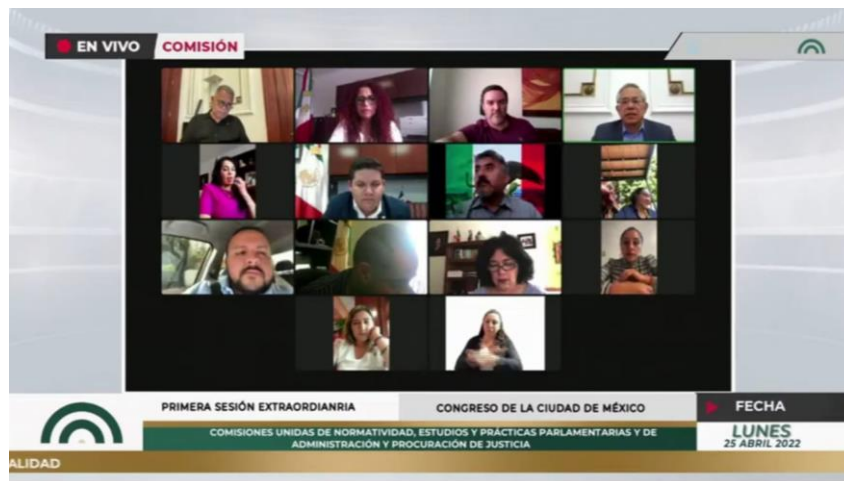 EN VIVO COMISIÓN
PRIMERA SESIÓN EXTRAORDIANRIA
CONGRESO DE LA CIUDAD DE MÉXICO
FECHA
COMISIONES UNIDAS DE NORMATIVIDAD, ESTUDIOS Y PRÁCTICAS PARLAMENTARIAS Y DE
ADMINISTRACIÓN Y PROCURACIÓN DE JUSTICIA
LUNES
25 ABRIL 2022
ALIDAD